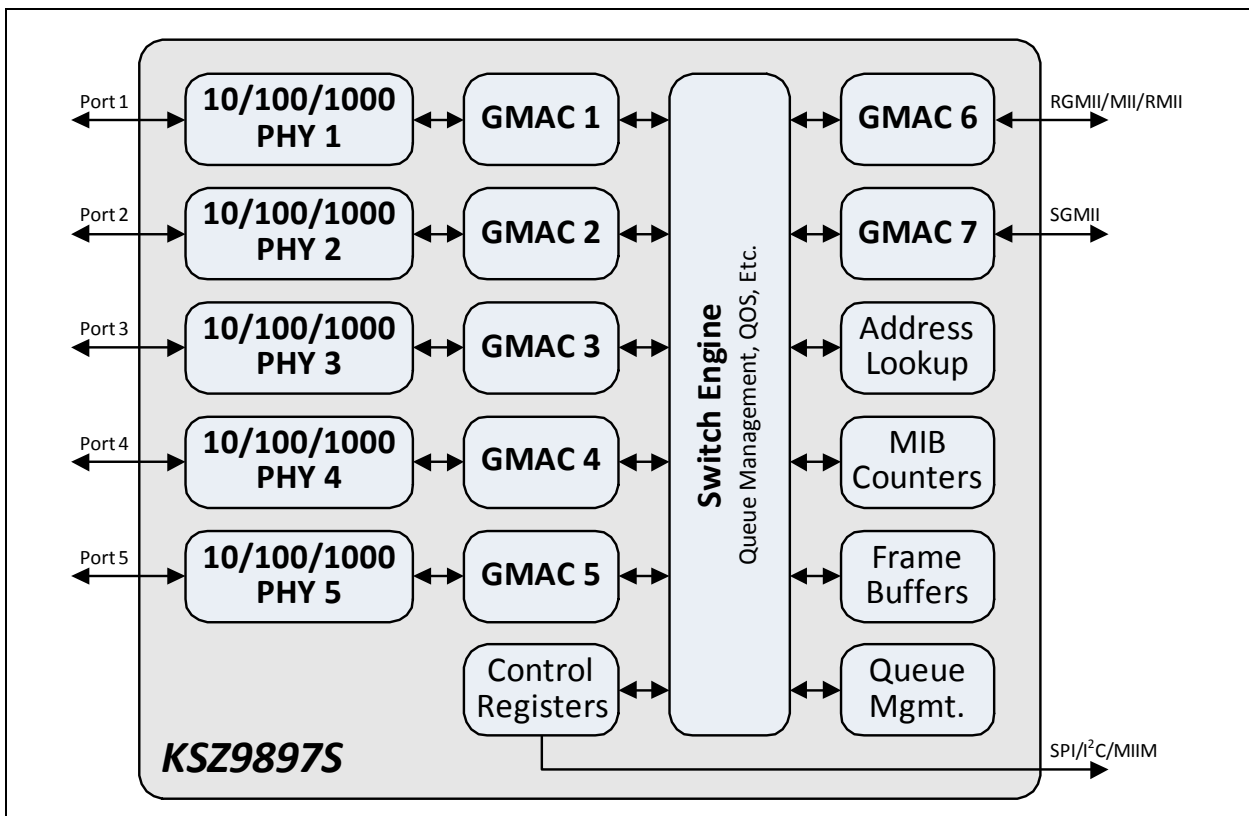 Port 1
10/100/1000
PHY 1
GMAC 1
GMAC 6
RGMII/MII/RMII
Port 2
10/100/1000
PHY 2
GMAC 2
GMAC 7
SGMII
Port 3
10/100/1000
PHY 3
GMAC 3
Switch Engine
Queue Management, QOS, Etc.
Address
Lookup
Port 4
10/100/1000
PHY 4
GMAC 4
MIB
Counters
Port 5
10/100/1000
PHY 5
GMAC 5
Frame
Buffers
Control
Registers
Queue
Mgmt.
KSZ9897S
SPI/I²C/MIIM